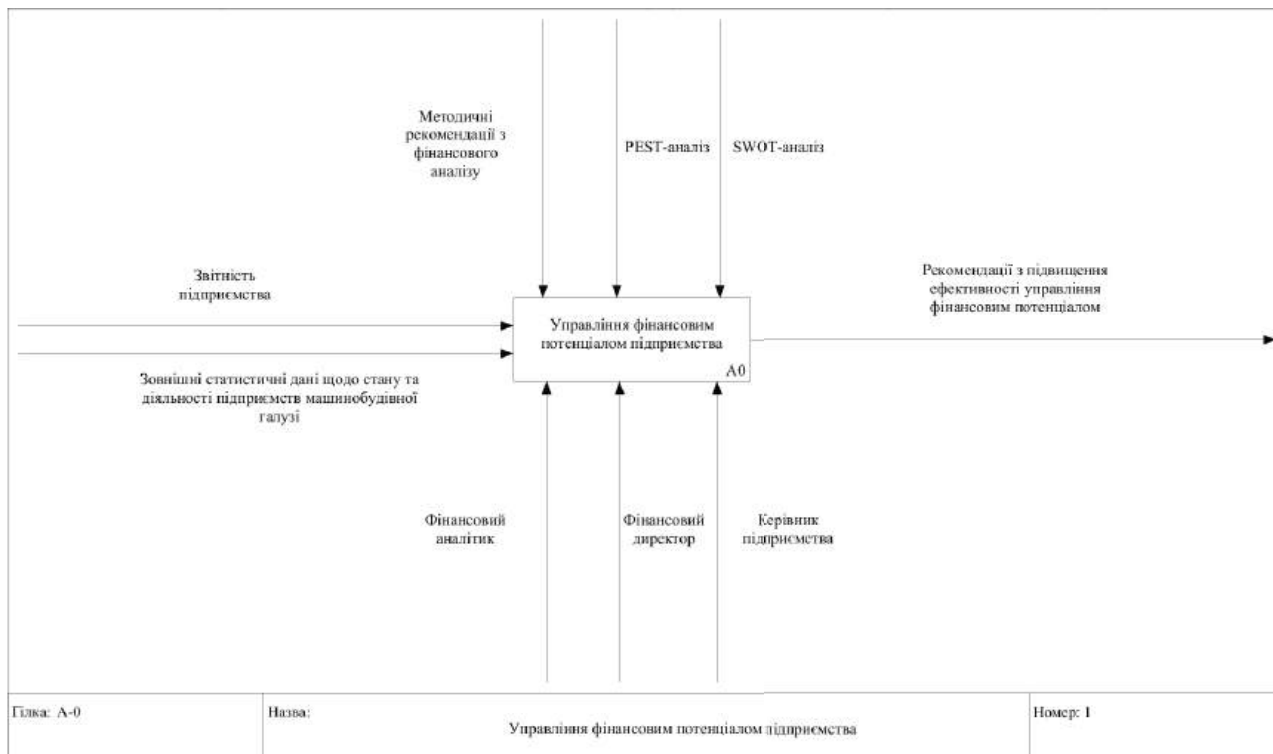 Методичні
рекомендації з
фінансового
аналізу
PEST-аналіз
SWOT-аналіз
Звітність
підприємства
Рекомендації з підвищення
ефективності управління
фінансовим потенціалом
Управління фінансовим
потенціалом підприємства
A0
Зовнішні статистичні дані щодо стану та
діяльності підприємств машинобудівної
галузі
Фінансовий
аналітик
Фінансовий
директор
Керівник
підприємства
Гілка: A-0
Назва:
Управління фінансовим потенціалом підприємства
Номер: 1